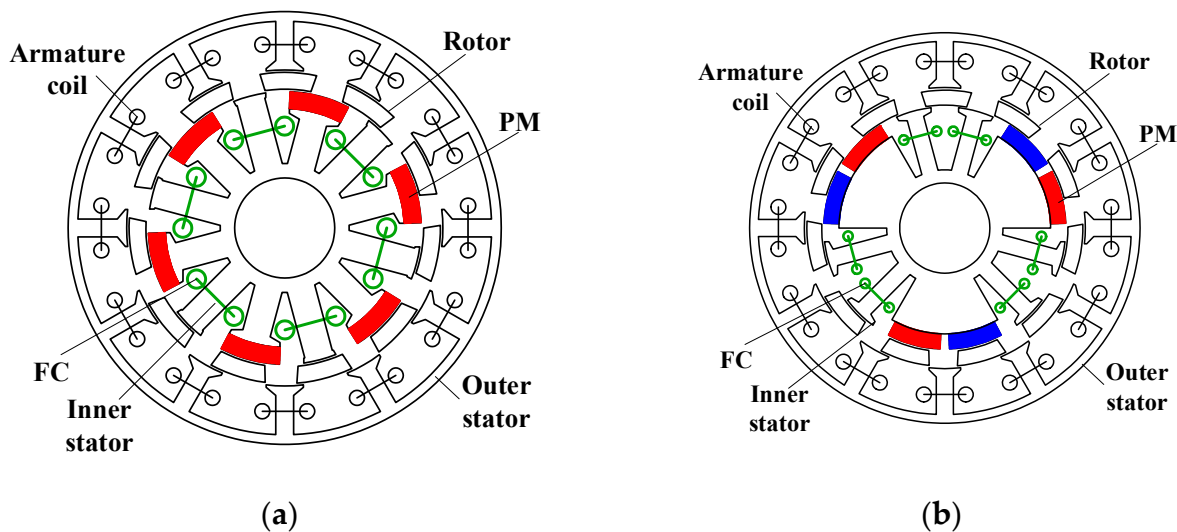 Armature
coil
Rotor
PM
FC
Inner
stator
Outer
stator
(a)
Armature
coil
Rotor
PM
FC
Inner
stator
Outer
stator
(b)